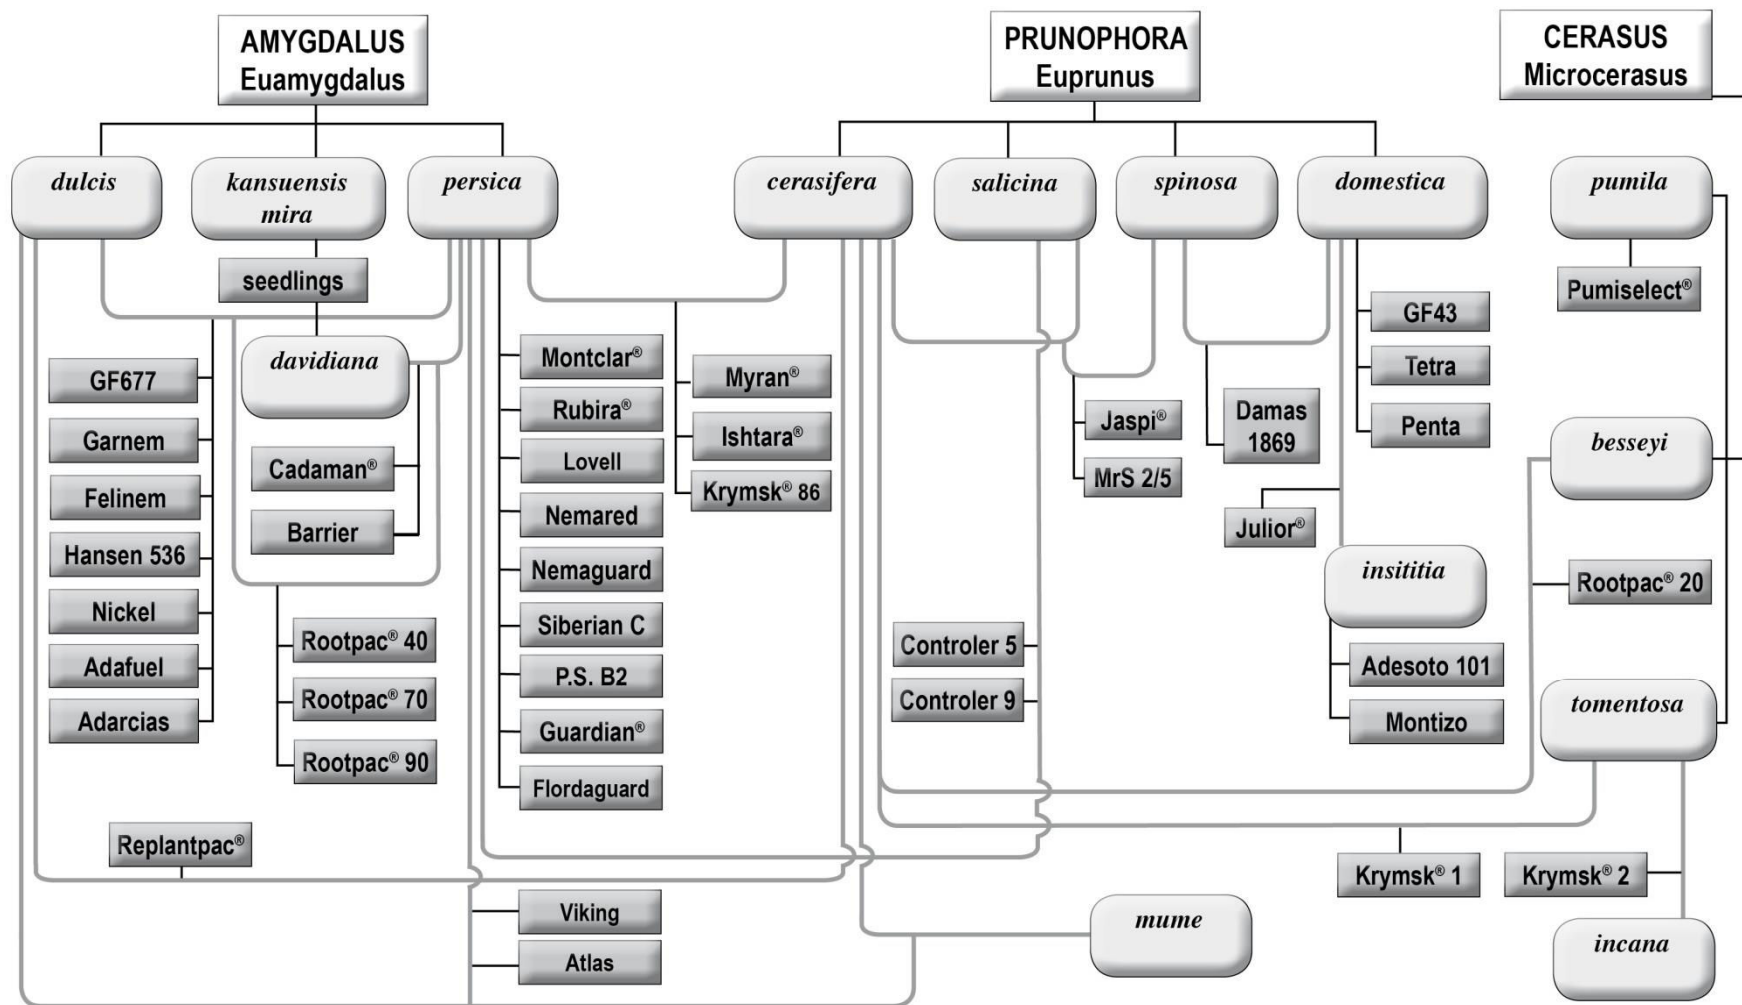 AMYGDALUS
Euamygdalus
PRUNOPHORA
Euprunus
CERASUS
Microcerasus
dulcis
kansuensis
mira
persica
cerasifera
salicina
spinosa
domestica
pumila
seedlings
Pumiselect®
davidiana
GF677
Garnem
Felinem
Hansen 536
Nickel
Adafuel
Adarcias
Cadaman®
Barrier
Rootpac® 40
Rootpac® 70
Rootpac® 90
Montclar®
Rubira®
Lovell
Nemared
Nemaguard
Siberian C
P.S. B2
Guardian®
Flordaguard
Myran®
Ishtara®
Krymsk® 86
Jaspi®
MrS 2/5
Damas
1869
GF43
Tetra
Penta
Julior®
insititia
Adesoto 101
Montizo
besseyi
Rootpac® 20
tomentosa
Controler 5
Controler 9
Replantpac®
Viking
Atlas
mume
Krymsk® 1
Krymsk® 2
incana